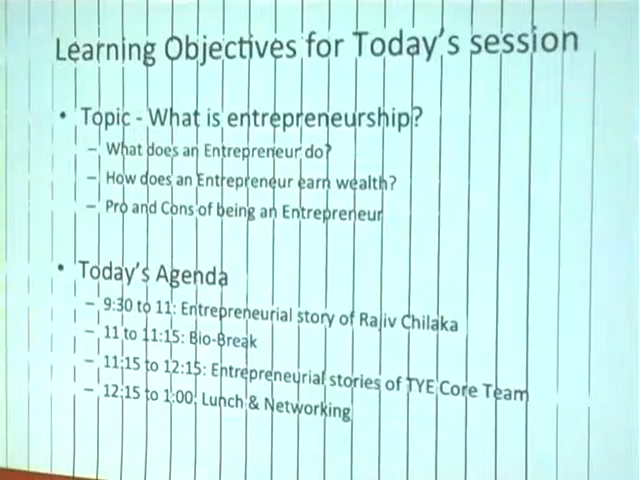 Learning Objectives for Today's session
• Topic - What is entrepreneurship?
– What does an Entrepreneur do?
– How does an Entrepreneur earn wealth?
– Pro and Cons of being an Entrepreneur
• Today's Agenda
– 9:30 to 11: Entrepreneurial story of Rajiv Chilaka
– 11 to 11:15: Bio-Break
– 11:15 to 12:15: Entrepreneurial stories of TYE Core Team
– 12:15 to 1:00: Lunch & Networking